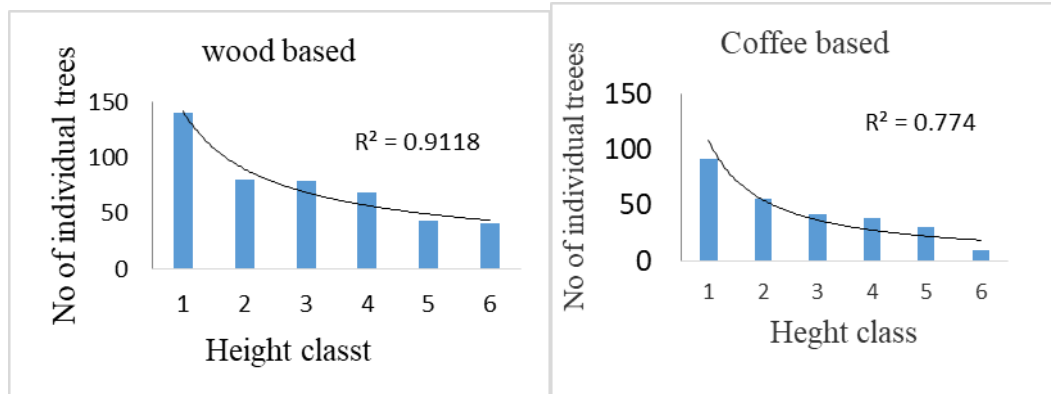 wood based
No of individual trees
150
100
50
0
R² = 0.9118
1 2 3 4 5 6
Height classt
Coffee based
No of individual treees
150
100
50
0
R² = 0.774
1 2 3 4 5 6
Heght class